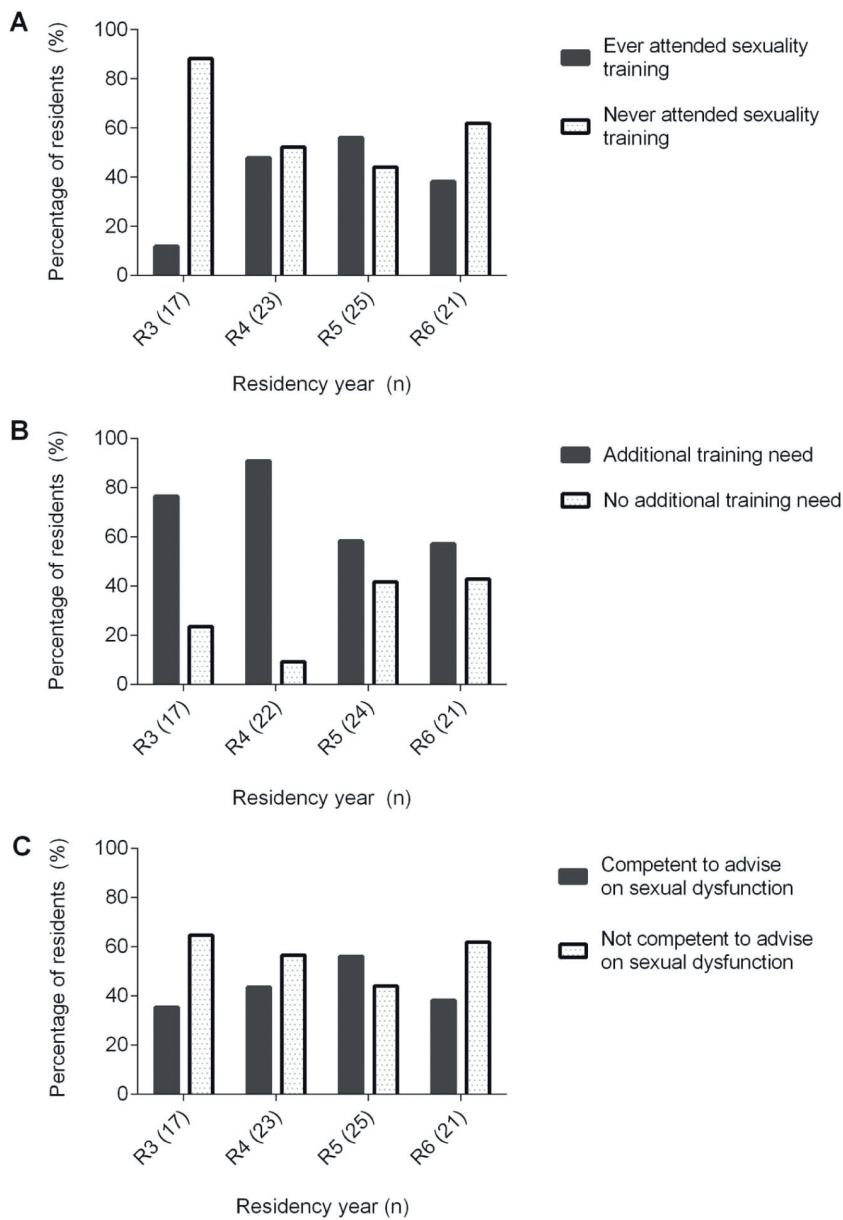 A
Percentage of residents (%)
100
80
60
40
20
0
R3 (17)
R4 (23)
R5 (25)
R6 (21)
Residency year (n)
Ever attended sexuality
training
Never attended sexuality
training
B
Percentage of residents (%)
100
80
60
40
20
0
R3 (17)
R4 (22)
R5 (24)
R6 (21)
Residency year (n)
Additional training need
No additional training need
C
Percentage of residents (%)
100
80
60
40
20
0
R3 (17)
R4 (23)
R5 (25)
R6 (21)
Residency year (n)
Competent to advise
on sexual dysfunction
Not competent to advise
on sexual dysfunction